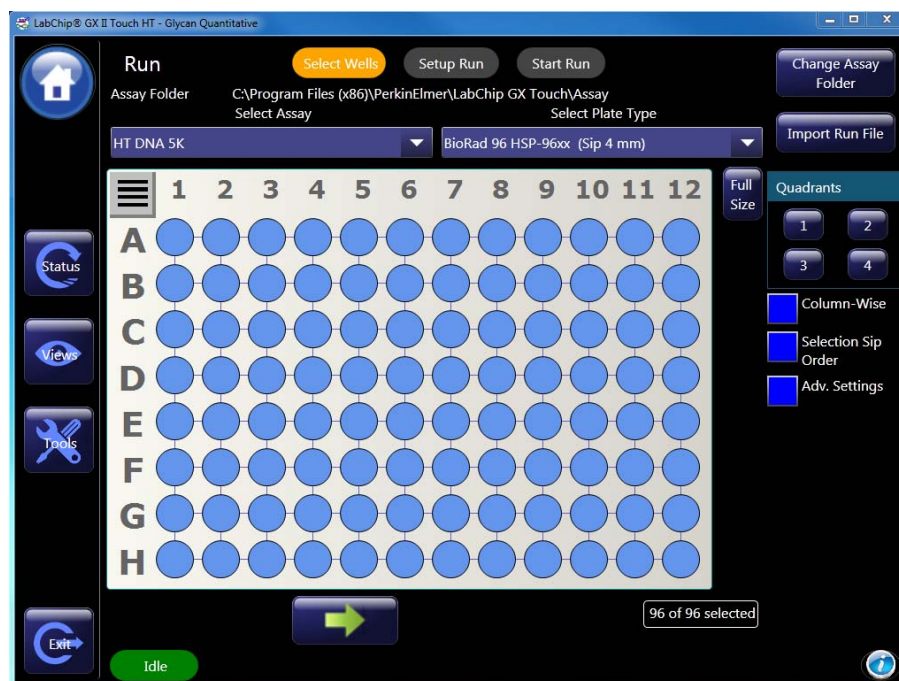 LabChip® GX II Touch HT - Glycan Quantitative
Run
Select Wells
Setup Run
Start Run
Change Assay
Folder
Assay Folder
C:\Program Files (x86)\PerkinElmer\LabChip GX Touch\Assay
Select Assay
Select Plate Type
Import Run File
HT DNA 5K
BioRad 96 HSP-96xx (Sip 4 mm)
1 2 3 4 5 6 7 8 9 10 11 12
Full
Size
Quadrants
1 2
3 4
A
B
C
D
E
F
G
H
Column-Wise
Selection Sip
Order
Adv. Settings
Status
Views
Tools
96 of 96 selected
Exit
Idle